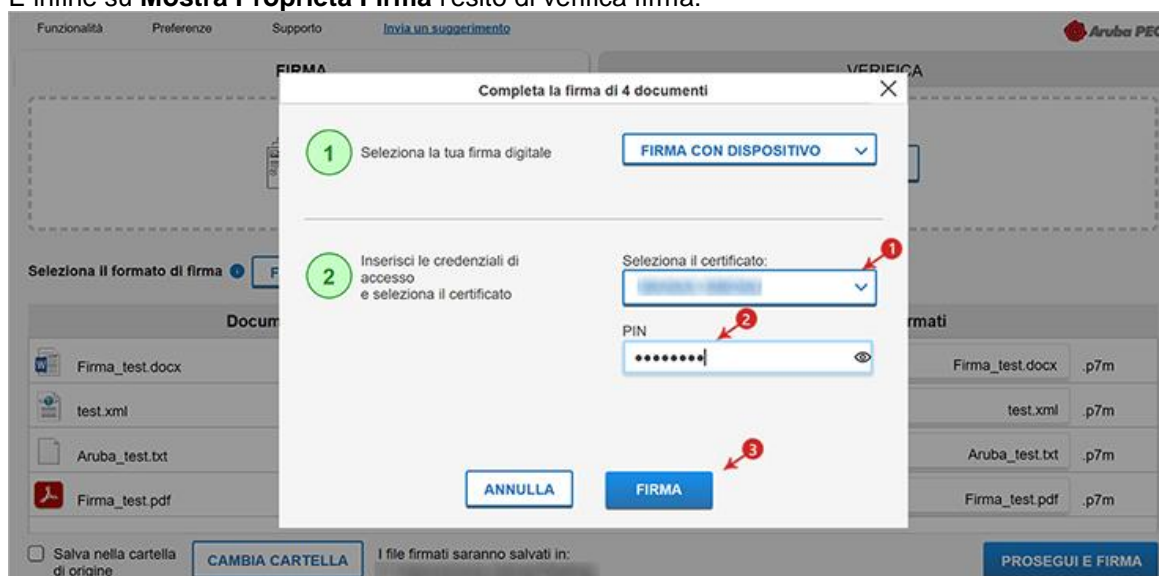 E infine su Mostra Proprietà Firma l'esito di verifica firma.
Funzionalità Preferenze Supporto Invia un suggerimento Aruba PEC
FIRMA VERIFICA
Completa la firma di 4 documenti
1 Seleziona la tua firma digitale FIRMA CON DISPOSITIVO
2 Inserisci le credenziali di
accesso
e seleziona il certificato
Seleziona il certificato:
1
PIN
2
3
ANNULLA FIRMA
Seleziona il formato di firma
Docum
rmati
Firma_test.docx Firma_test.docx .p7m
test.xml test.xml .p7m
Aruba_test.txt Aruba_test.txt .p7m
Firma_test.pdf Firma_test.pdf .p7m
Salva nella cartella
di origine
CAMBIA CARTELLA
I file firmati saranno salvati in:
PROSEGUI E FIRMA